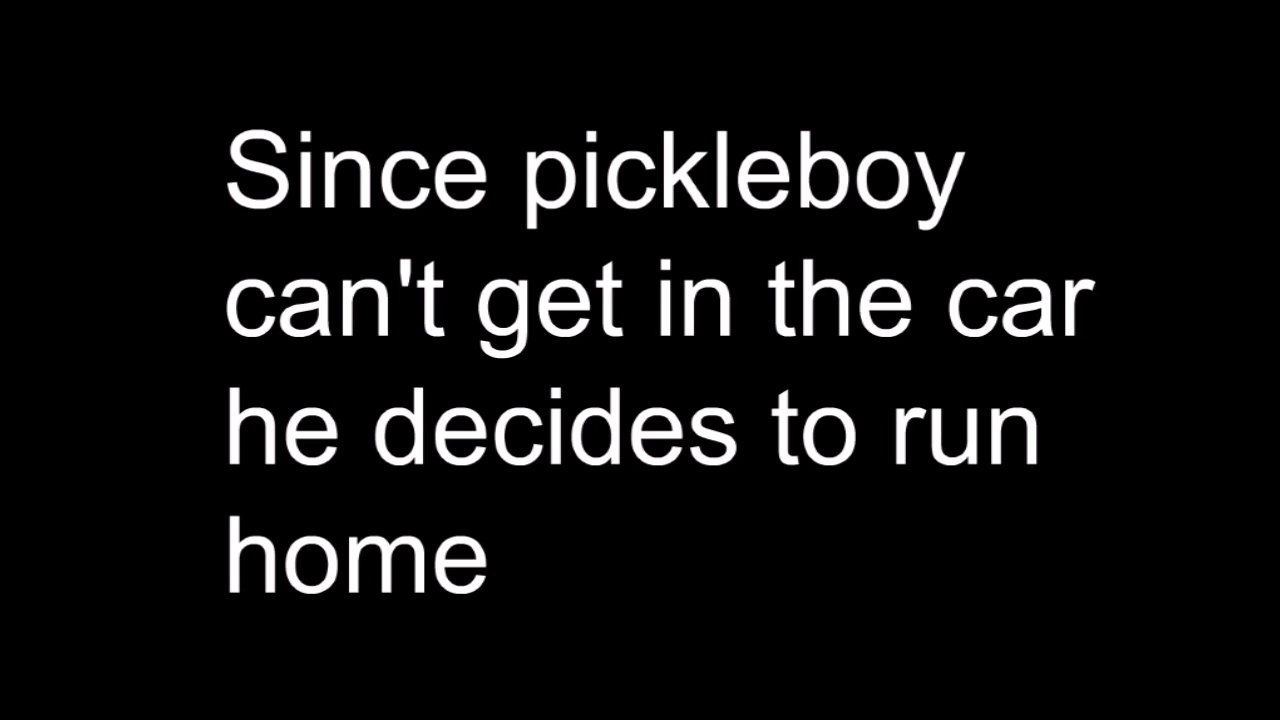 Since pickleboy
can't get in the car
he decides to run
home